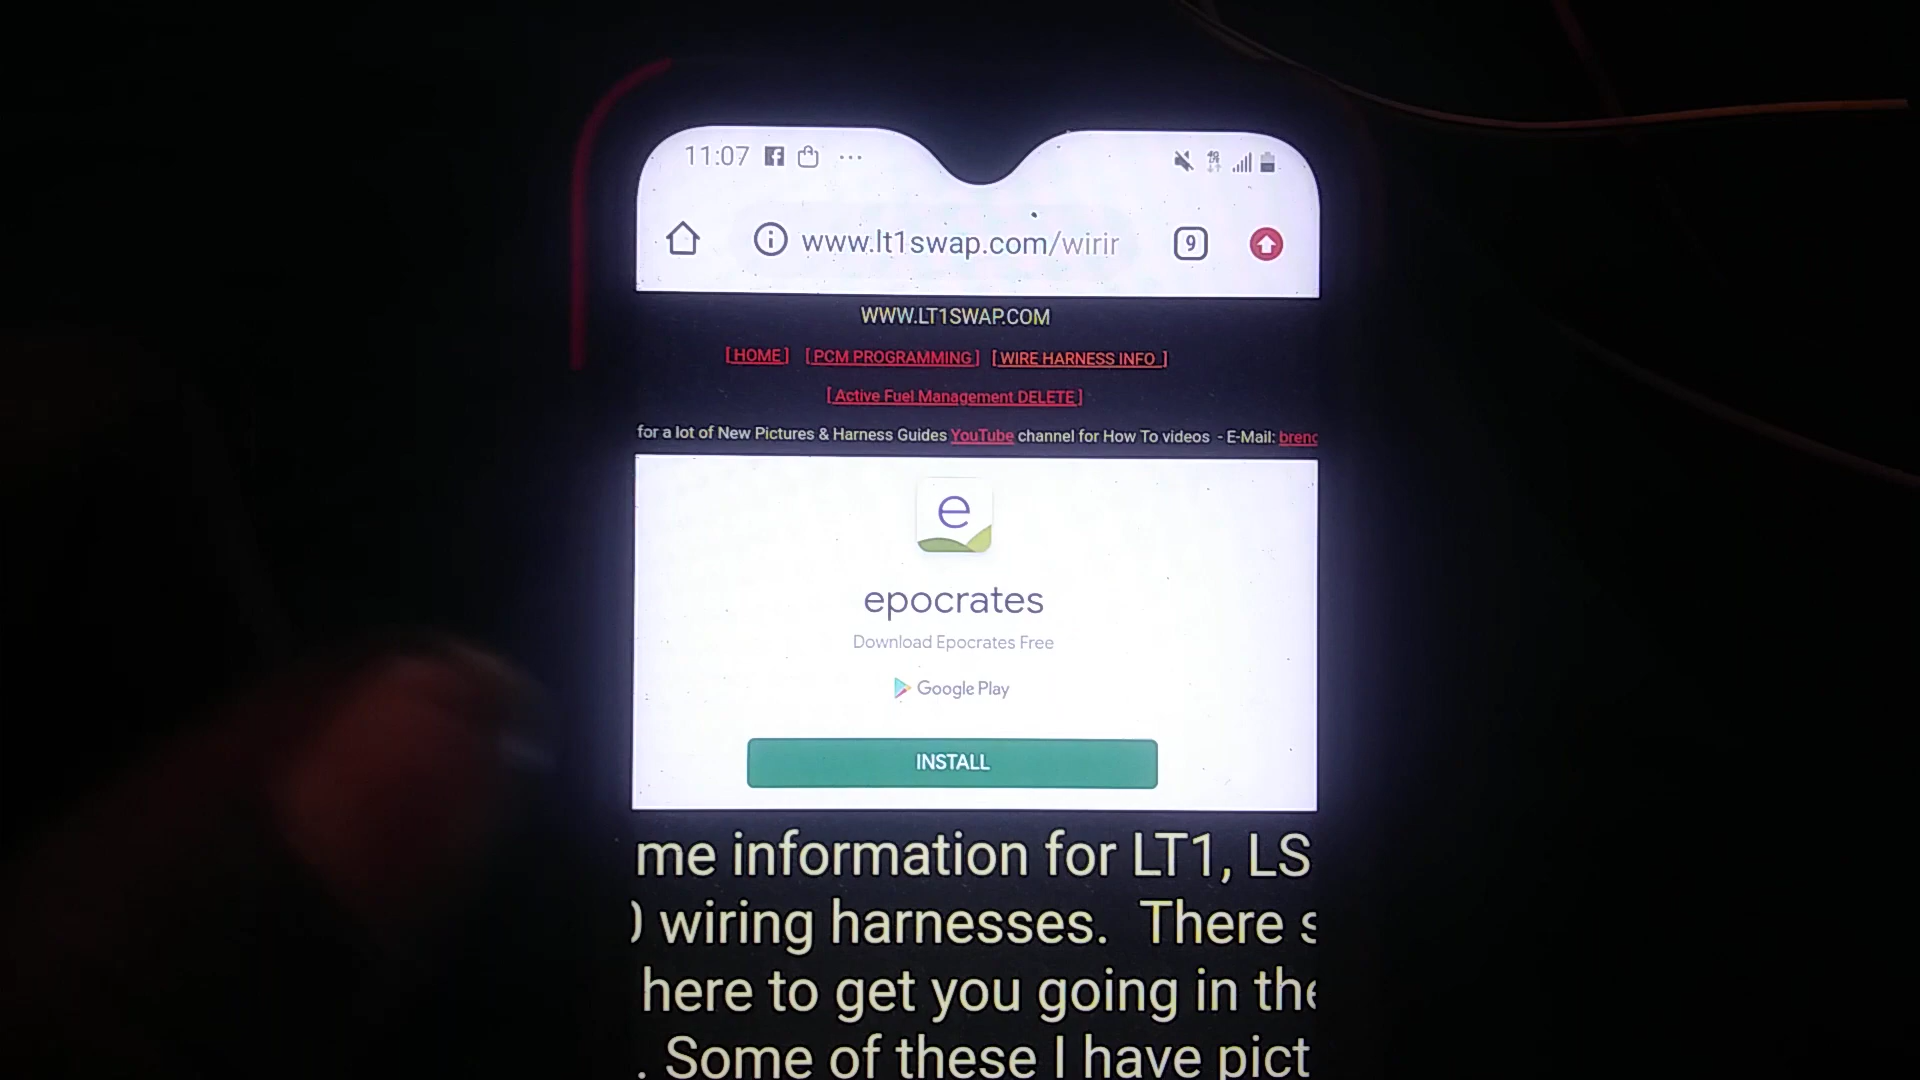 11:07
www.lt1swap.com/wirir
9
WWW.LT1SWAP.COM
[ HOME ] [ PCM PROGRAMMING ] [ WIRE HARNESS INFO ]
[ Active Fuel Management DELETE ]
for a lot of New Pictures & Harness Guides YouTube channel for How To videos - E-Mail: bren
e
epocrates
Download Epocrates Free
Google Play
INSTALL
me information for LT1, LS
) wiring harnesses. There s
here to get you going in the
. Some of these I have pict